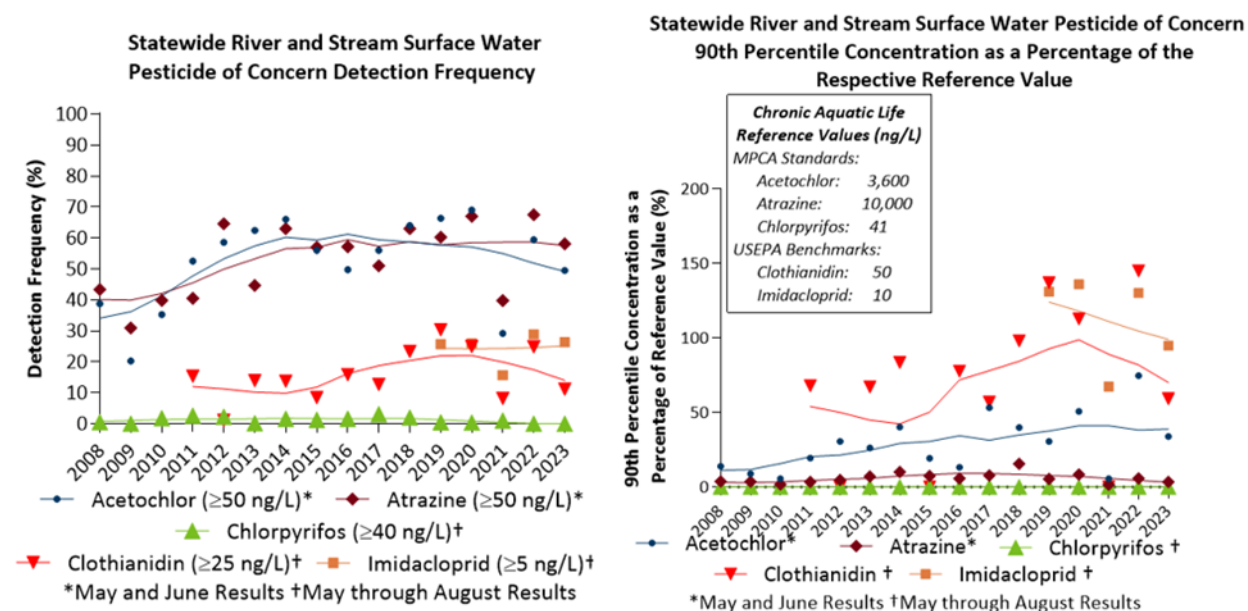 Statewide River and Stream Surface Water
Pesticide of Concern Detection Frequency
Detection Frequency (%)
100
90
80
70
60
50
40
30
20
10
0
2008
2009
2010
2011
2012
2013
2014
2015
2016
2017
2018
2019
2020
2021
2022
2023
Acetochlor (≥50 ng/L)*
Atrazine (≥50 ng/L)*
Chlorpyrifos (≥40 ng/L)†
Clothianidin (≥25 ng/L)†
Imidacloprid (≥5 ng/L)†
*May and June Results †May through August Results
Statewide River and Stream Surface Water Pesticide of Concern
90th Percentile Concentration as a Percentage of the
Respective Reference Value
90th Percentile Concentration as a
Percentage of Reference Value (%)
Chronic Aquatic Life
Reference Values (ng/L)
MPCA Standards:
Acetochlor: 3,600
Atrazine: 10,000
Chlorpyrifos: 41
USEPA Benchmarks:
Clothianidin: 50
Imidacloprid: 10
200
150
100
50
0
2008
2009
2010
2011
2012
2013
2014
2015
2016
2017
2018
2019
2020
2021
2022
2023
Acetochlor*
Atrazine*
Chlorpyrifos †
Clothianidin †
Imidacloprid †
*May and June Results †May through August Results